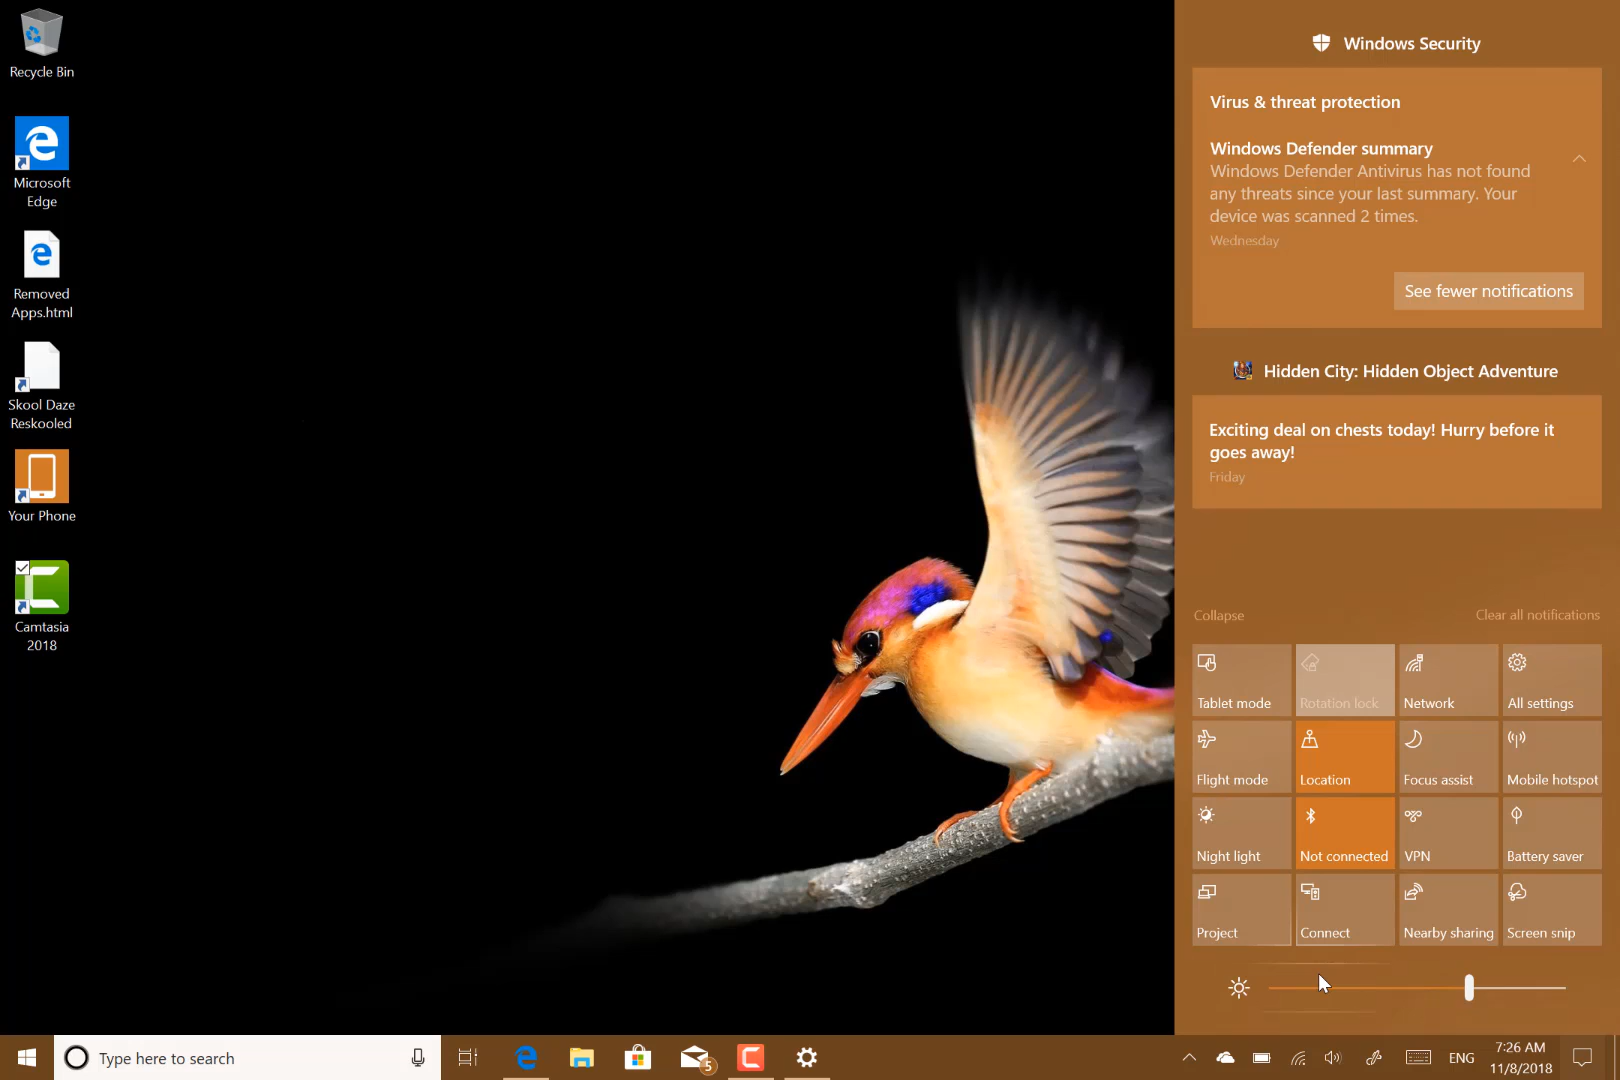 Recycle Bin
Microsoft
Edge
Removed
Apps.html
Skool Daze
Reskooled
Your Phone
Camtasia
2018
Windows Security
Virus & threat protection
Windows Defender summary
Windows Defender Antivirus has not found
any threats since your last summary. Your
device was scanned 2 times.
Wednesday
See fewer notifications
Hidden City: Hidden Object Adventure
Exciting deal on chests today! Hurry before it
goes away!
Friday
Collapse
Clear all notifications
Tablet mode
Rotation lock
Network
All settings
Flight mode
Location
Focus assist
Mobile hotspot
Night light
Not connected
VPN
Battery saver
Project
Connect
Nearby sharing
Screen snip
Type here to search
5
ENG
7:26 AM
11/8/2018